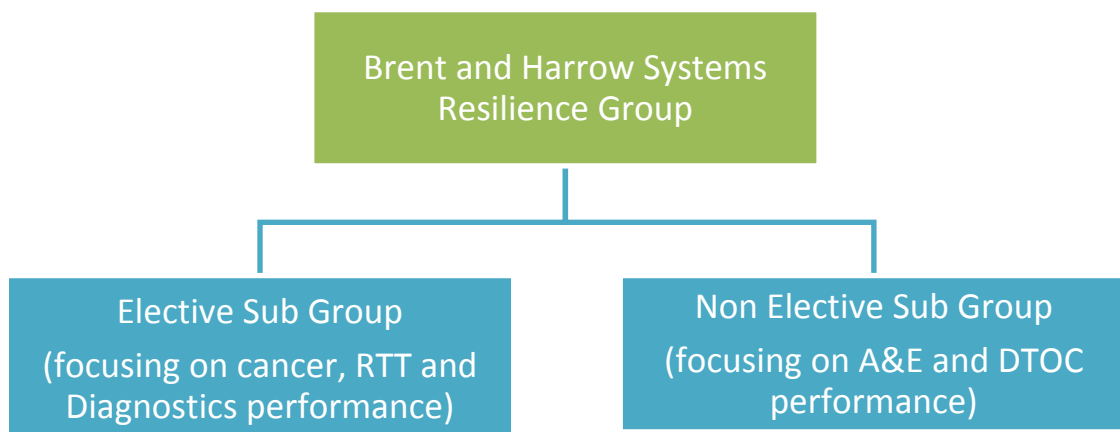 Brent and Harrow Systems
Resilience Group
Elective Sub Group
(focusing on cancer, RTT and
Diagnostics performance)
Non Elective Sub Group
(focusing on A&E and DTOC
performance)